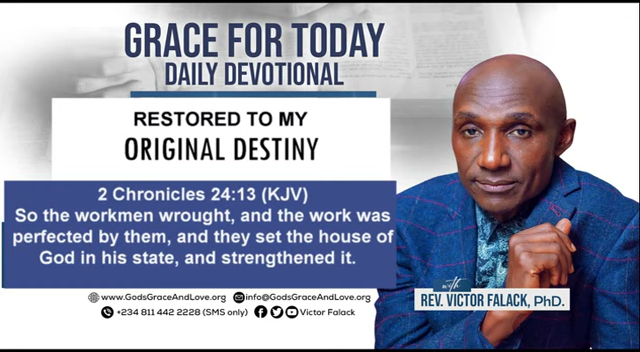 GRACE FOR TODAY
DAILY DEVOTIONAL
RESTORED TO MY
ORIGINAL DESTINY
2 Chronicles 24:13 (KJV)
So the workmen wrought, and the work was
perfected by them, and they set the house of
God in his state, and strengthened it.
with
REV. VICTOR FALACK, PhD.
www.GodsGraceAndLove.org info@GodsGraceAndLove.org
+234 811 442 2228 (SMS only) Victor Falack